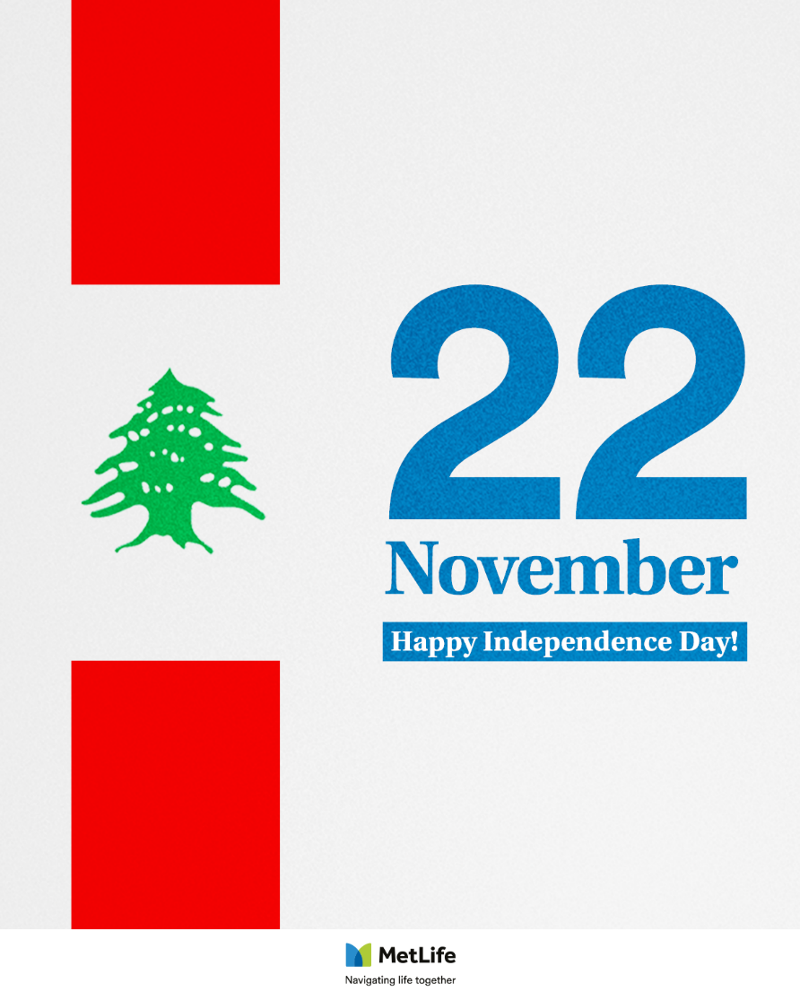 22
November
Happy Independence Day!
MetLife
Navigating life together